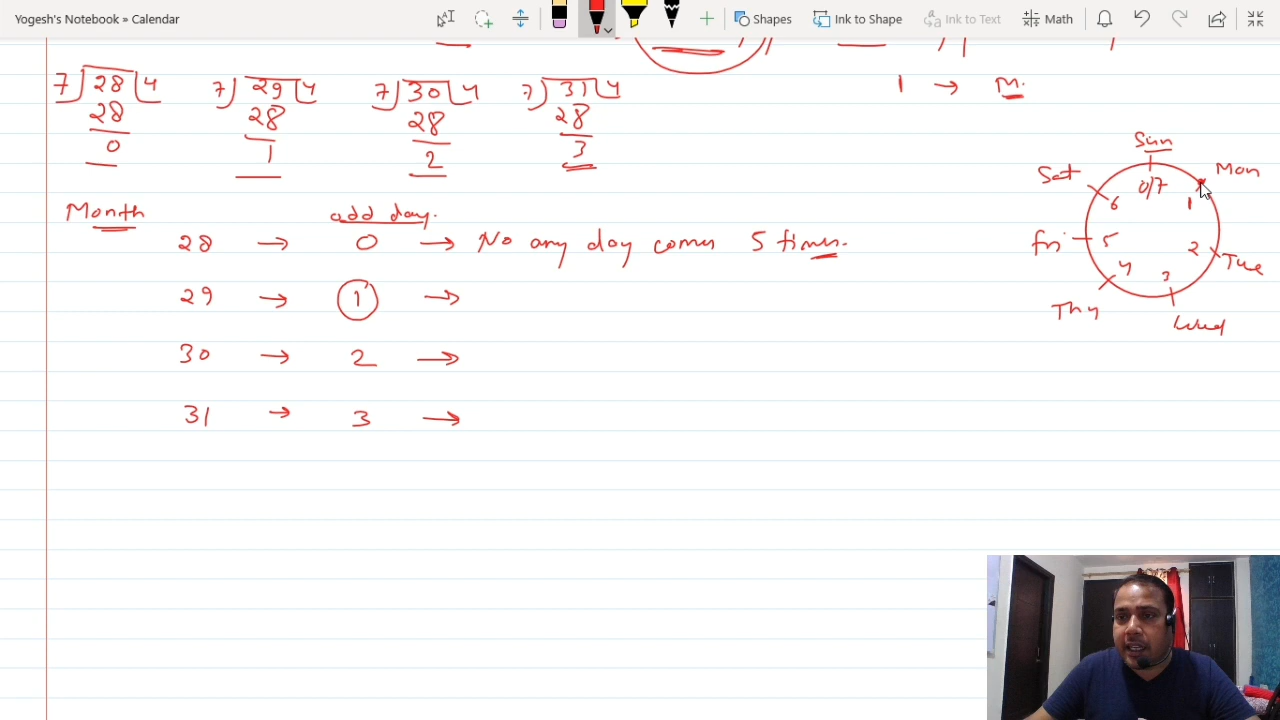 Yogesh's Notebook » Calendar
Shapes Ink to Shape Ink to Text Math
7 28 4 7 29 4 7 30 4 7 31 4
28 28 28 28
0 1 2 3
1 → M.
Month add day.
28 → 0 → No any day comes 5 times.
29 → 1 →
30 → 2 →
31 → 3 →
Sun
Sat Mon
0/7
6 1
Fri 5 2 Tue
4 3
Thu Wed